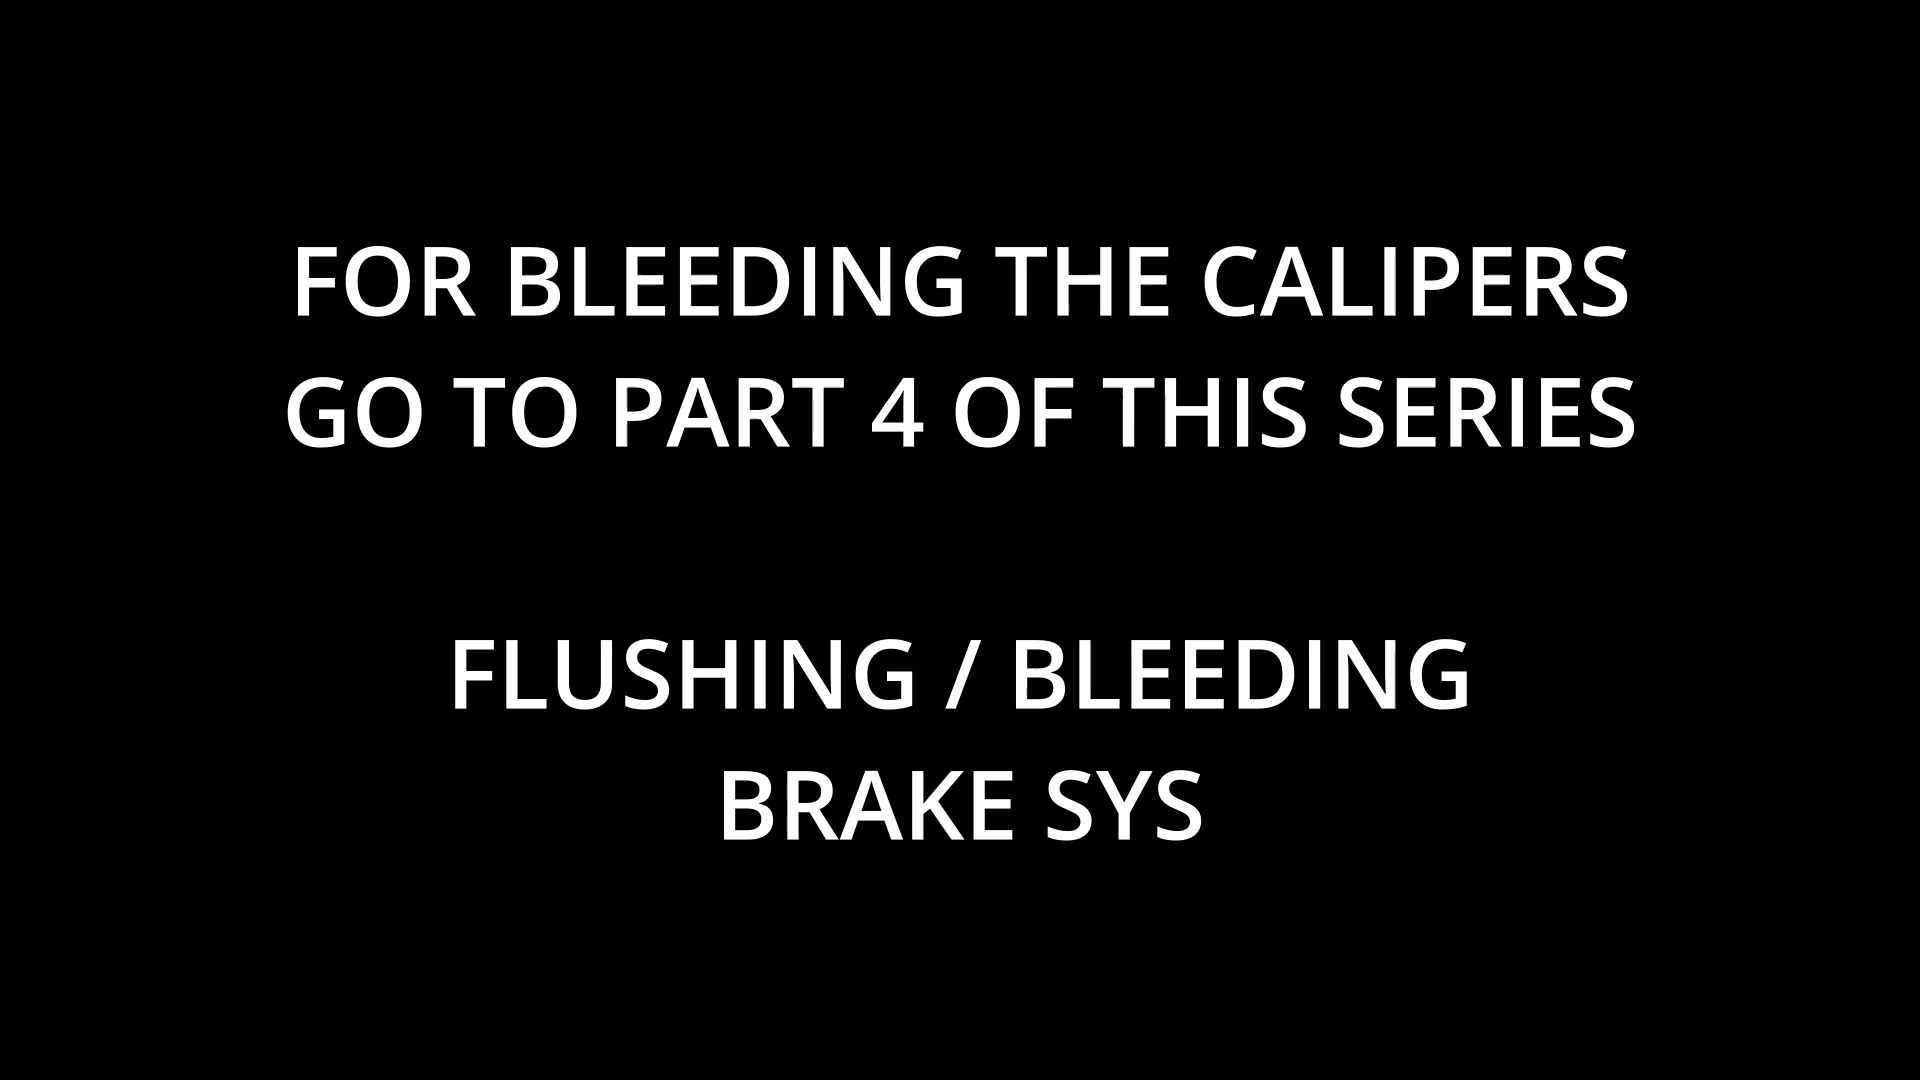 FOR BLEEDING THE CALIPERS
GO TO PART 4 OF THIS SERIES
FLUSHING / BLEEDING
BRAKE SYS